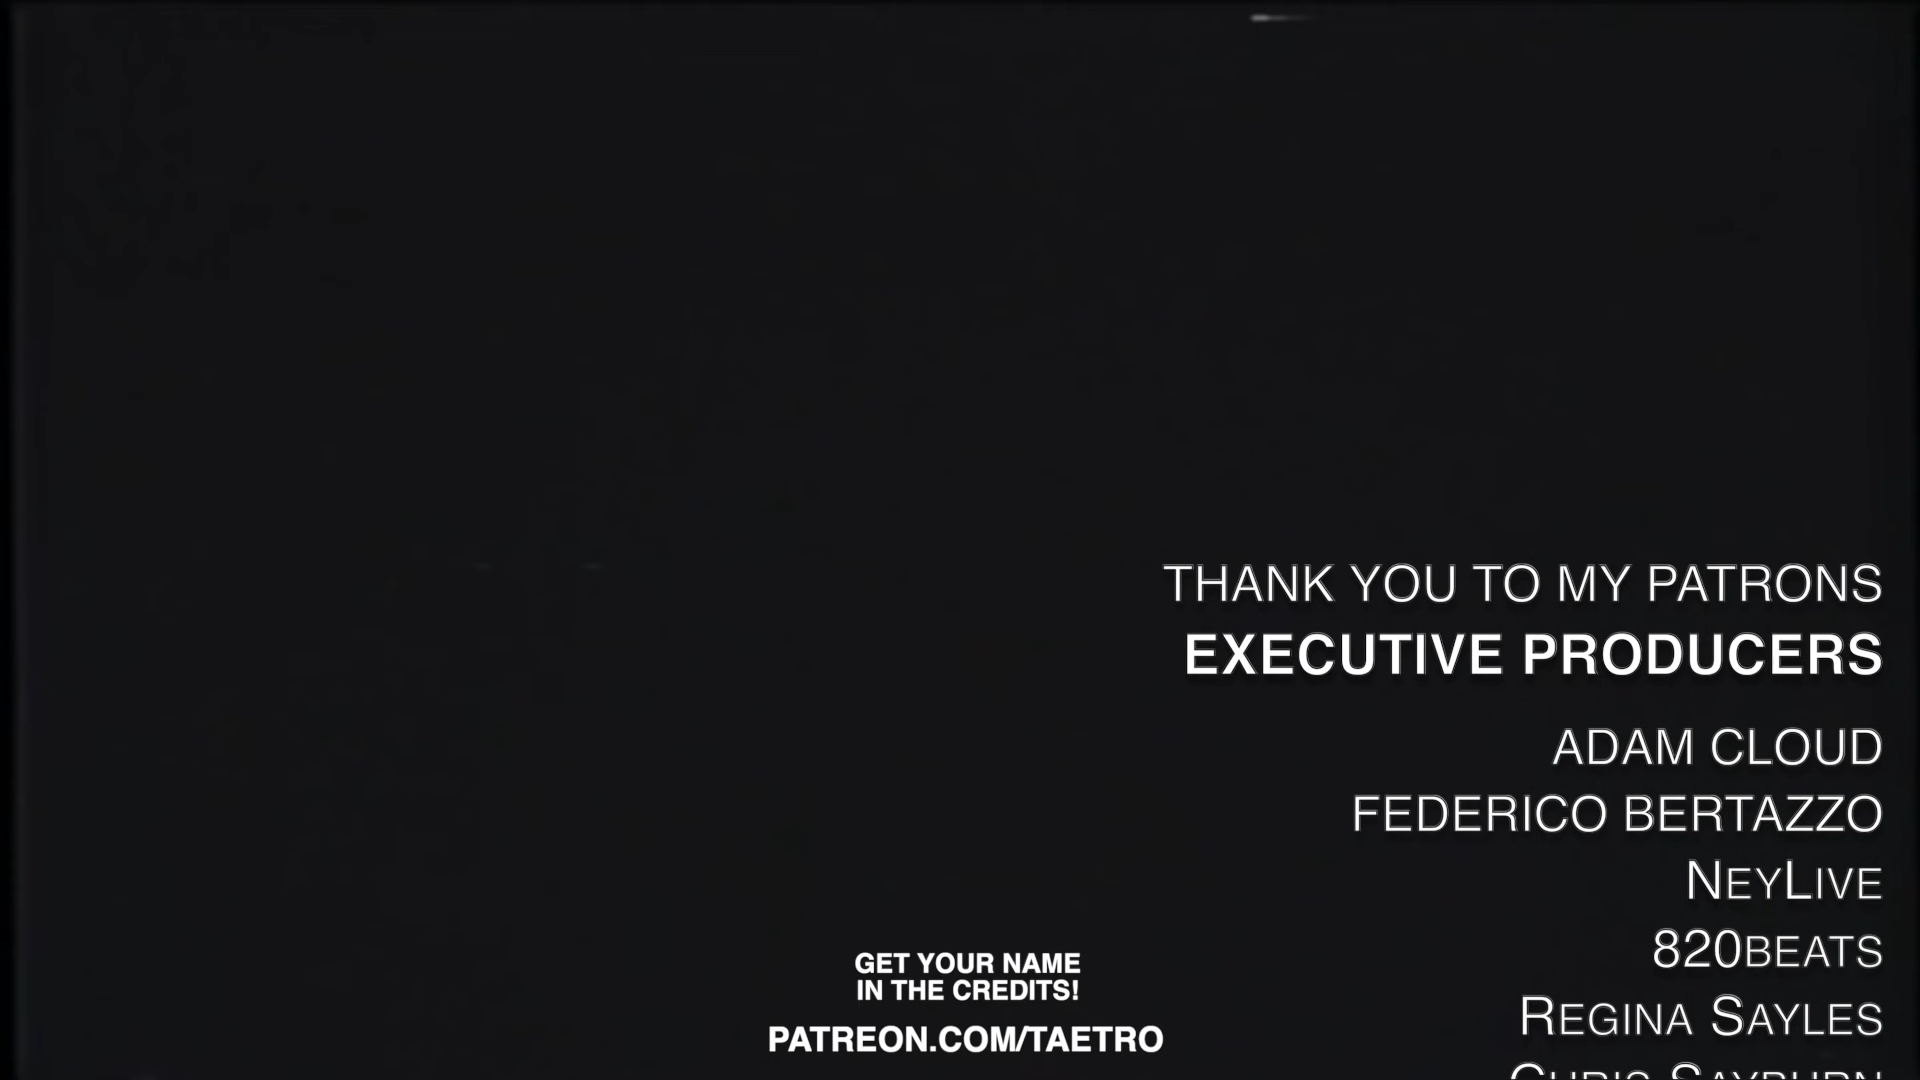 THANK YOU TO MY PATRONS
EXECUTIVE PRODUCERS
ADAM CLOUD
FEDERICO BERTAZZO
NEYLIVE
820BEATS
REGINA SAYLES
GET YOUR NAME
IN THE CREDITS!
PATREON.COM/TAETRO